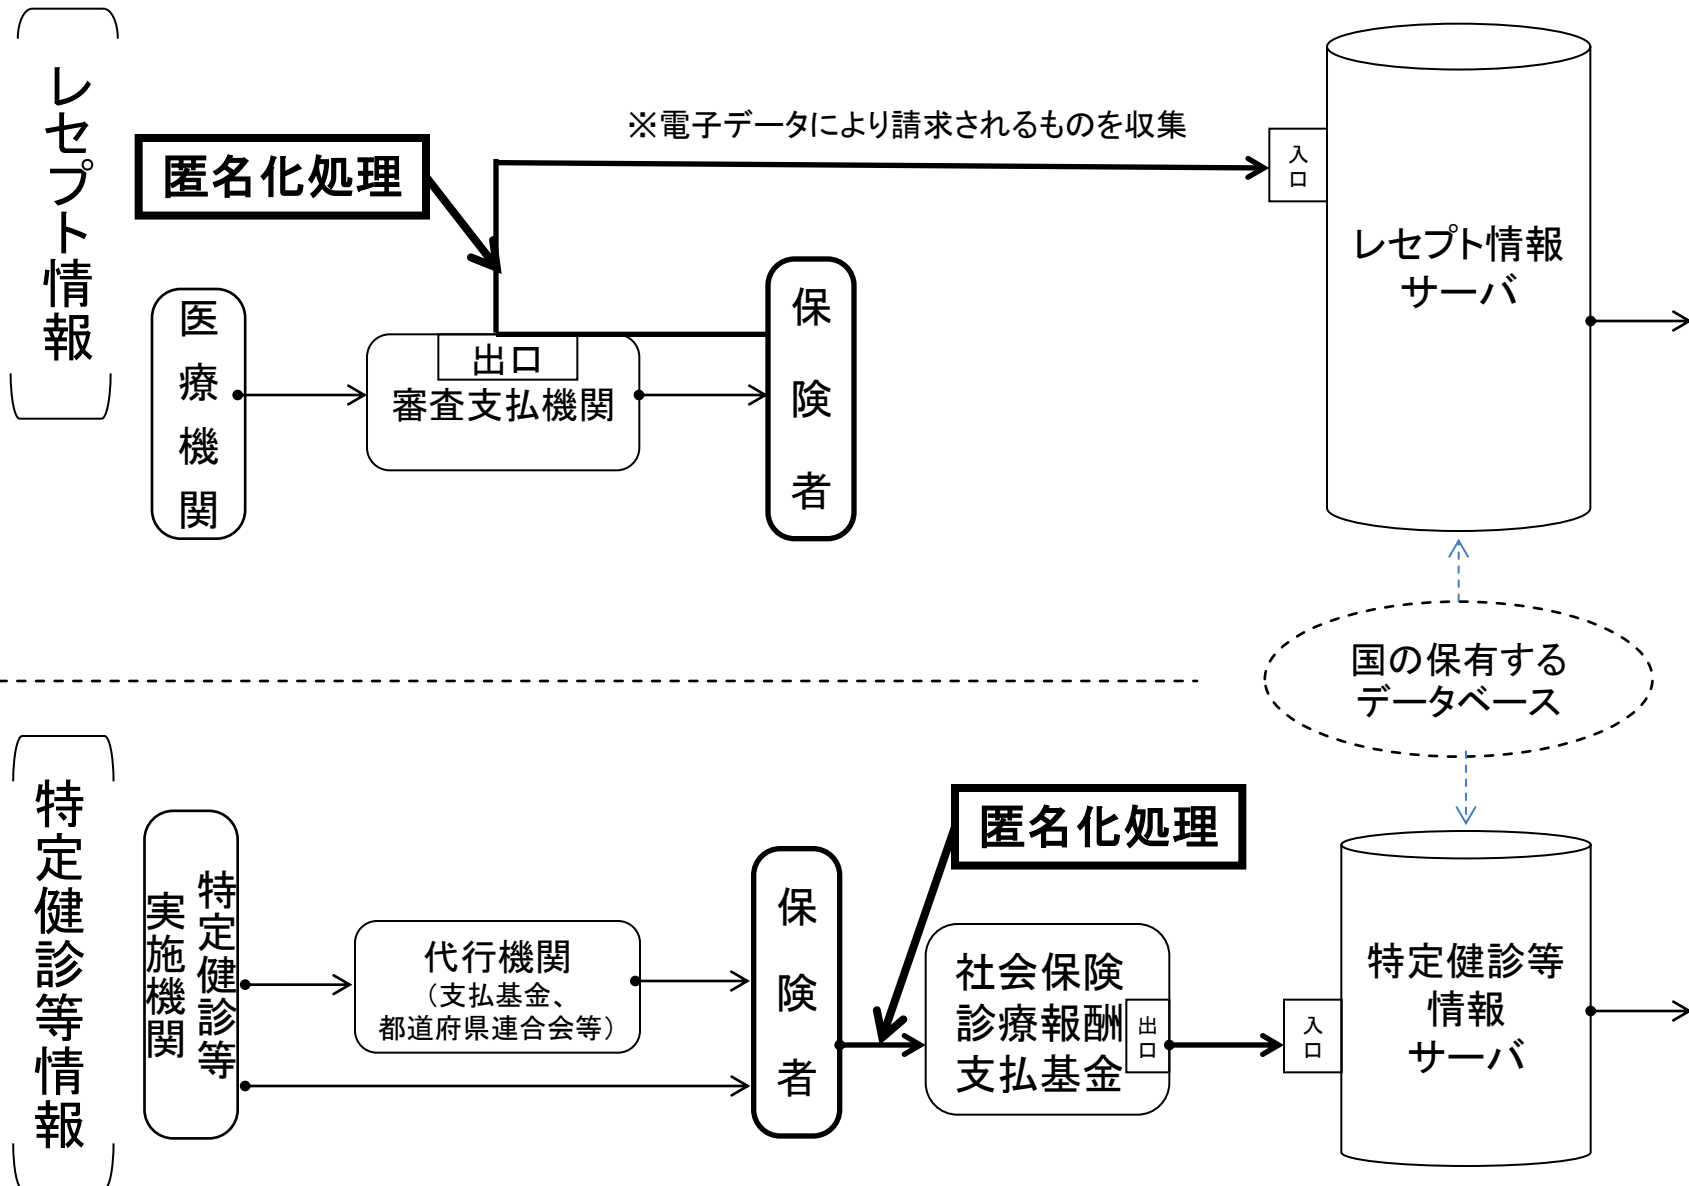 レセプト情報
※電子データにより請求されるものを収集
匿名化処理
入口
レセプト情報
サーバ
医療機関
出口
審査支払機関
保険者
国の保有する
データベース
特定健診等情報
匿名化処理
特定健診等
実施機関
代行機関
（支払基金、
都道府県連合会等）
保険者
社会保険
診療報酬
支払基金
出口
入口
特定健診等
情報
サーバ